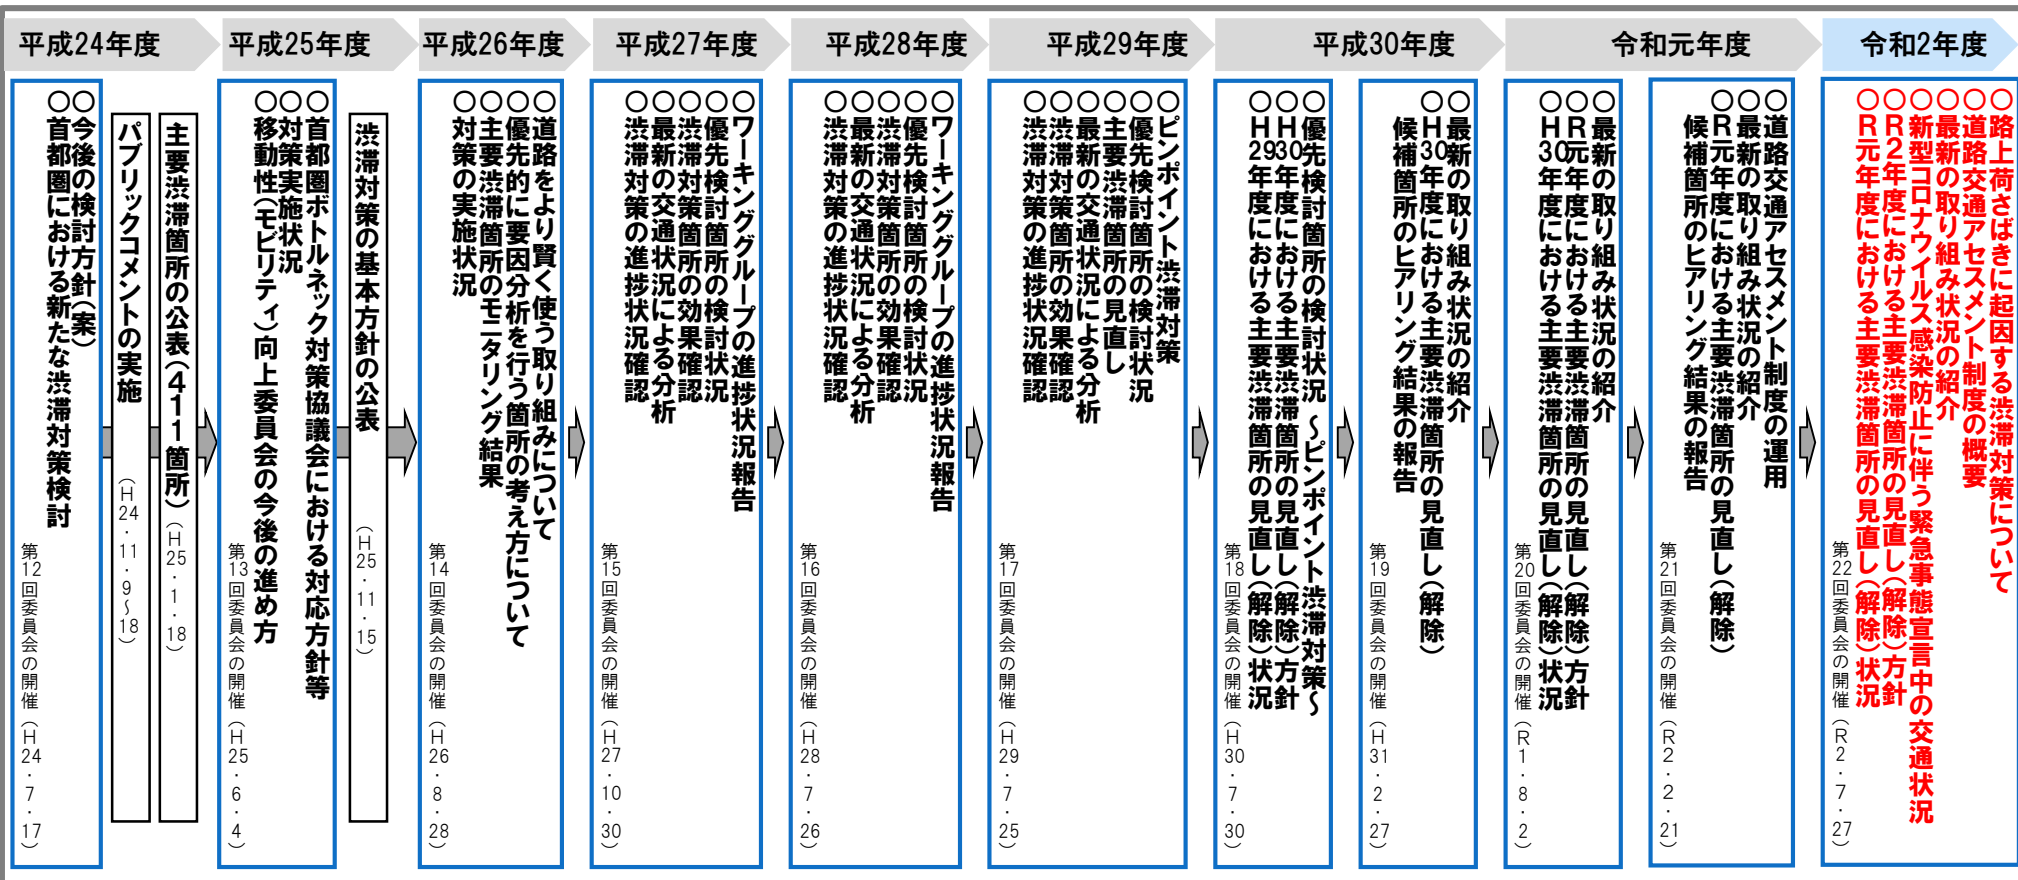 平成24年度
平成25年度
平成26年度
平成27年度
平成28年度
平成29年度
平成30年度
令和元年度
令和2年度
○今後の検討方針(案)
○首都圏における新たな渋滞対策検討
第12回委員会の開催(H24.7.17)
パブリックコメントの実施 (H24.11.9~18)
主要渋滞箇所の公表(411箇所)(H25.1.18)
○首都圏ボトルネック対策協議会における対応方針等
○対策実施状況
○移動性(モビリティ)向上委員会の今後の進め方
第13回委員会の開催(H25.6.4)
渋滞対策の基本方針の公表 (H25.11.15)
○道路をより賢く使う取り組みについて
○優先的に要因分析を行う箇所の考え方について
○主要渋滞箇所のモニタリング結果
○対策の実施状況
第14回委員会の開催(H26.8.28)
○ワーキンググループの進捗状況報告
○優先検討箇所の検討状況
○渋滞対策箇所の効果確認
○最新の交通状況による分析
○渋滞対策の進捗状況確認
第15回委員会の開催(H27.10.30)
○ワーキンググループの進捗状況報告
○優先検討箇所の検討状況
○渋滞対策箇所の効果確認
○最新の交通状況による分析
○渋滞対策の進捗状況確認
第16回委員会の開催(H28.7.26)
○ピンポイント渋滞対策
○優先検討箇所の検討状況
○主要渋滞箇所の見直し
○最新の交通状況による分析
○渋滞対策箇所の効果確認
○渋滞対策の進捗状況確認
第17回委員会の開催(H29.7.25)
○優先検討箇所の検討状況 ~ピンポイント渋滞対策~
○H30年度における主要渋滞箇所の見直し(解除)方針
○H29年度における主要渋滞箇所の見直し(解除)状況
第18回委員会の開催(H30.7.30)
○最新の取り組み状況の紹介
○H30年度における主要渋滞箇所の見直し(解除)
候補箇所のヒアリング結果の報告
第19回委員会の開催(H31.2.27)
○最新の取り組み状況の紹介
○R元年度における主要渋滞箇所の見直し(解除)方針
○H30年度における主要渋滞箇所の見直し(解除)状況
第20回委員会の開催(R1.8.2)
○道路交通アセスメント制度の運用
○最新の取り組み状況の紹介
○R元年度における主要渋滞箇所の見直し(解除)
候補箇所のヒアリング結果の報告
第21回委員会の開催(R2.2.21)
○路上荷さばきに起因する渋滞対策について
○道路交通アセスメント制度の概要
○最新の取り組み状況の紹介
○新型コロナウイルス感染防止に伴う緊急事態宣言中の交通状況
○R2年度における主要渋滞箇所の見直し(解除)方針
○R元年度における主要渋滞箇所の見直し(解除)状況
第22回委員会の開催(R2.7.27)